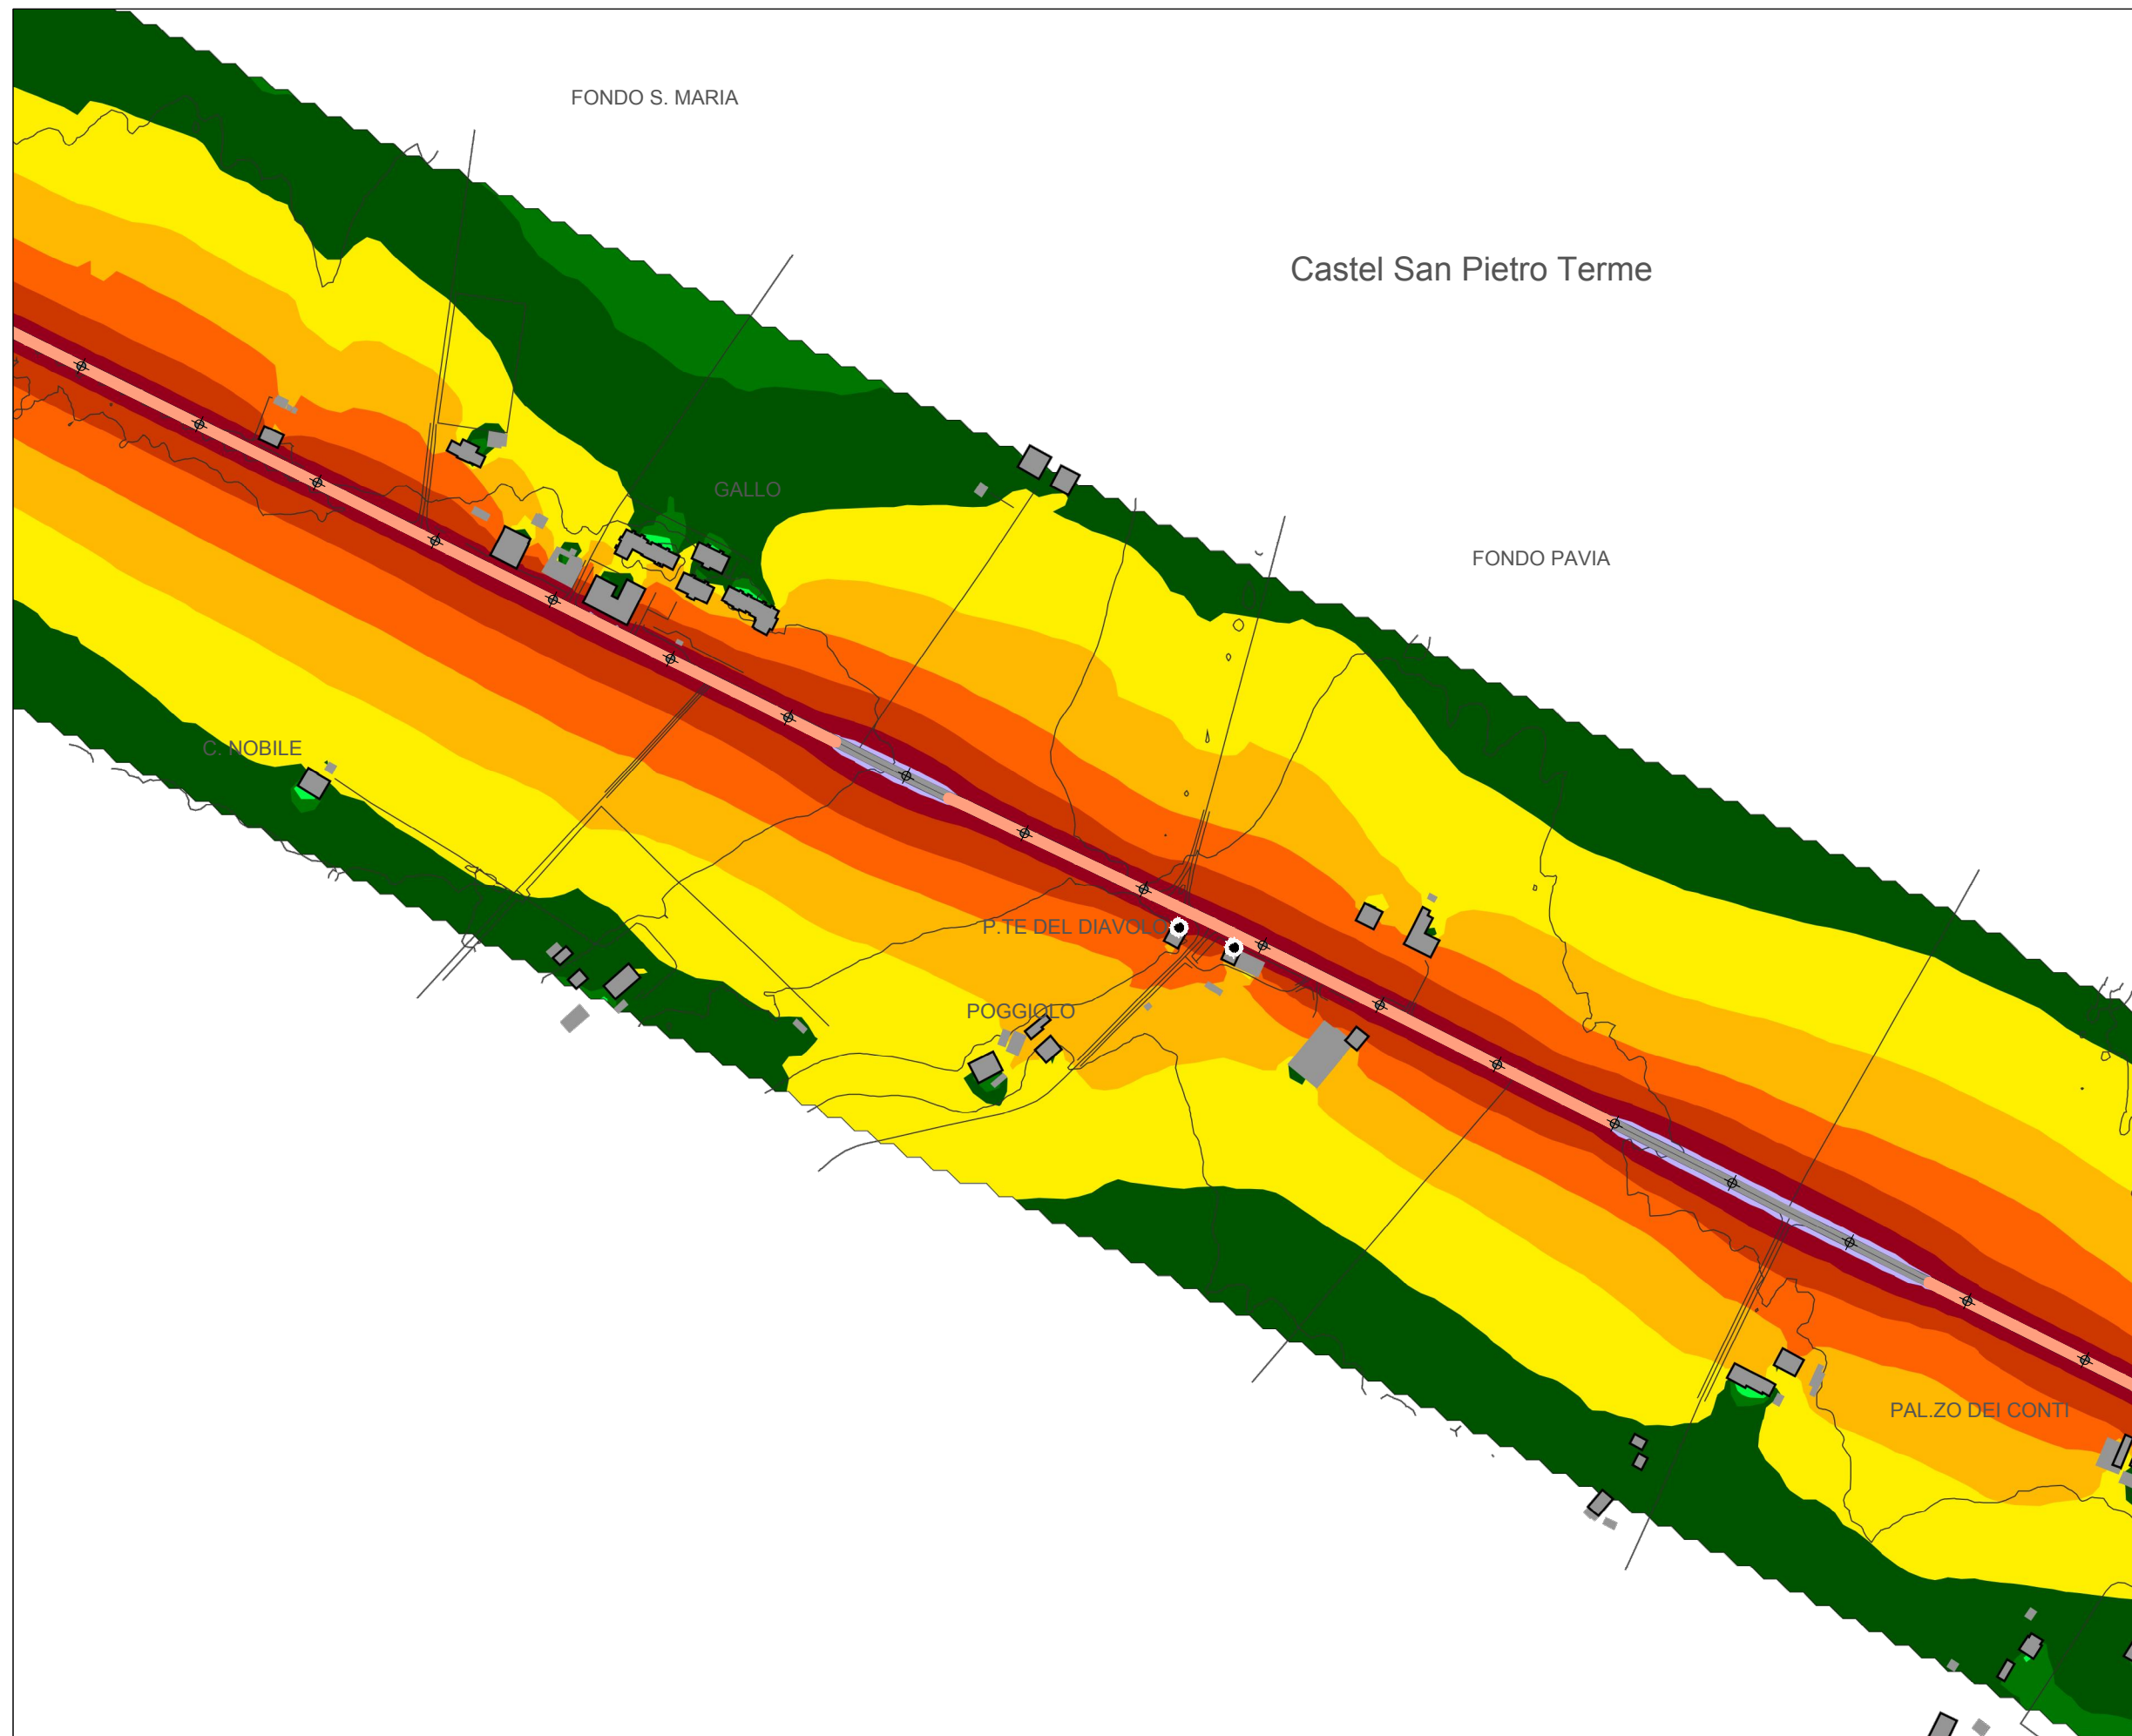 FONDO S. MARIA
Castel San Pietro Terme
GALLO
FONDO PAVIA
C. NOBILE
P.TE DEL DIAVOLO
POGGIOLO
PAL.ZO DEI CONTI